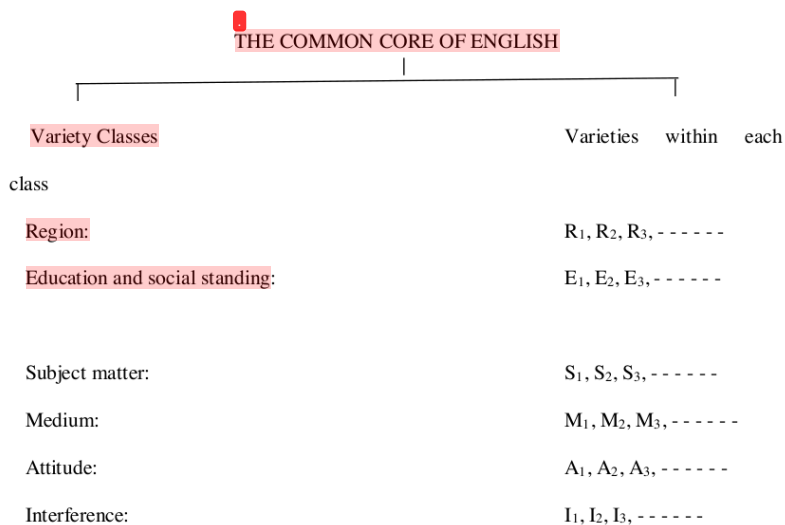 THE COMMON CORE OF ENGLISH
Variety Classes Varieties within each
class
Region: R₁, R₂, R₃, - - - - - -
Education and social standing: E₁, E₂, E₃, - - - - - -
Subject matter: S₁, S₂, S₃, - - - - - -
Medium: M₁, M₂, M₃, - - - - - -
Attitude: A₁, A₂, A₃, - - - - - -
Interference: I₁, I₂, I₃, - - - - - -